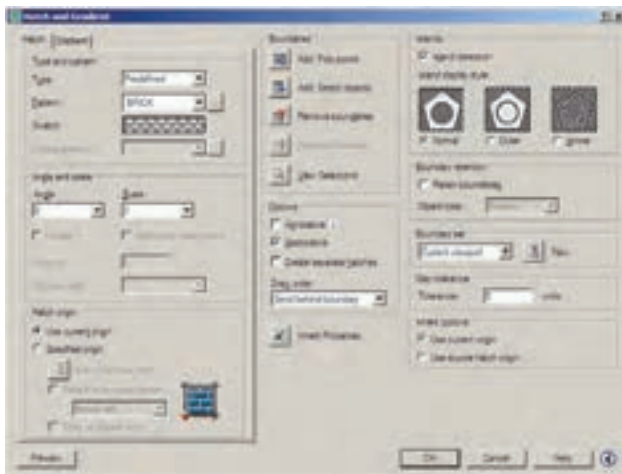 Hatch and Gradient
Hatch
Gradient
Type and pattern
Type:
Predefined
Pattern:
BRICK
Swatch:
Angle and scale
Angle:
Scale:
Hatch origin
Use current origin
Specified origin
Preview
Boundaries
Add: Pick points
Add: Select objects
Remove boundaries
View Selections
Options
Annotative
Associative
Create separate hatches
Draw order:
Send behind boundary
Inherit Properties
Islands
Island detection
Island display style:
Normal
Outer
Ignore
Boundary retention
Retain boundaries
Object type:
Boundary set
Current viewport
New
Gap tolerance
Tolerance:
units
Inherit options
Use current origin
Use source hatch origin
OK
Cancel
Help